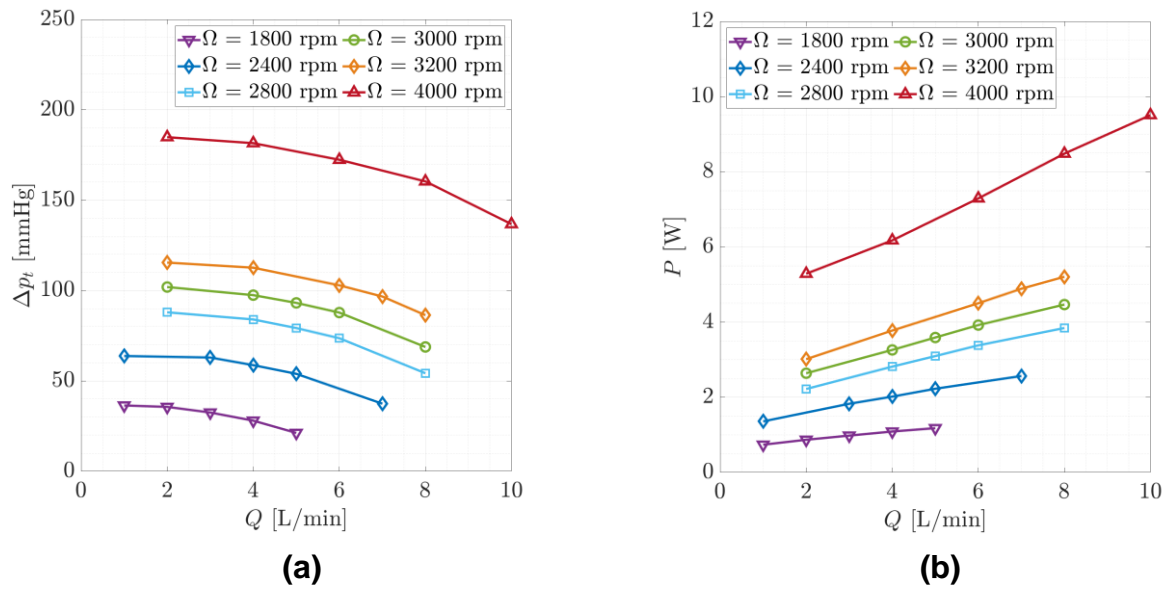 250
200
150
100
50
0
Δp_t [mmHg]
Ω = 1800 rpm Ω = 3000 rpm
Ω = 2400 rpm Ω = 3200 rpm
Ω = 2800 rpm Ω = 4000 rpm
0 2 4 6 8 10
Q [L/min]
(a)
12
10
8
6
4
2
0
P [W]
Ω = 1800 rpm Ω = 3000 rpm
Ω = 2400 rpm Ω = 3200 rpm
Ω = 2800 rpm Ω = 4000 rpm
0 2 4 6 8 10
Q [L/min]
(b)